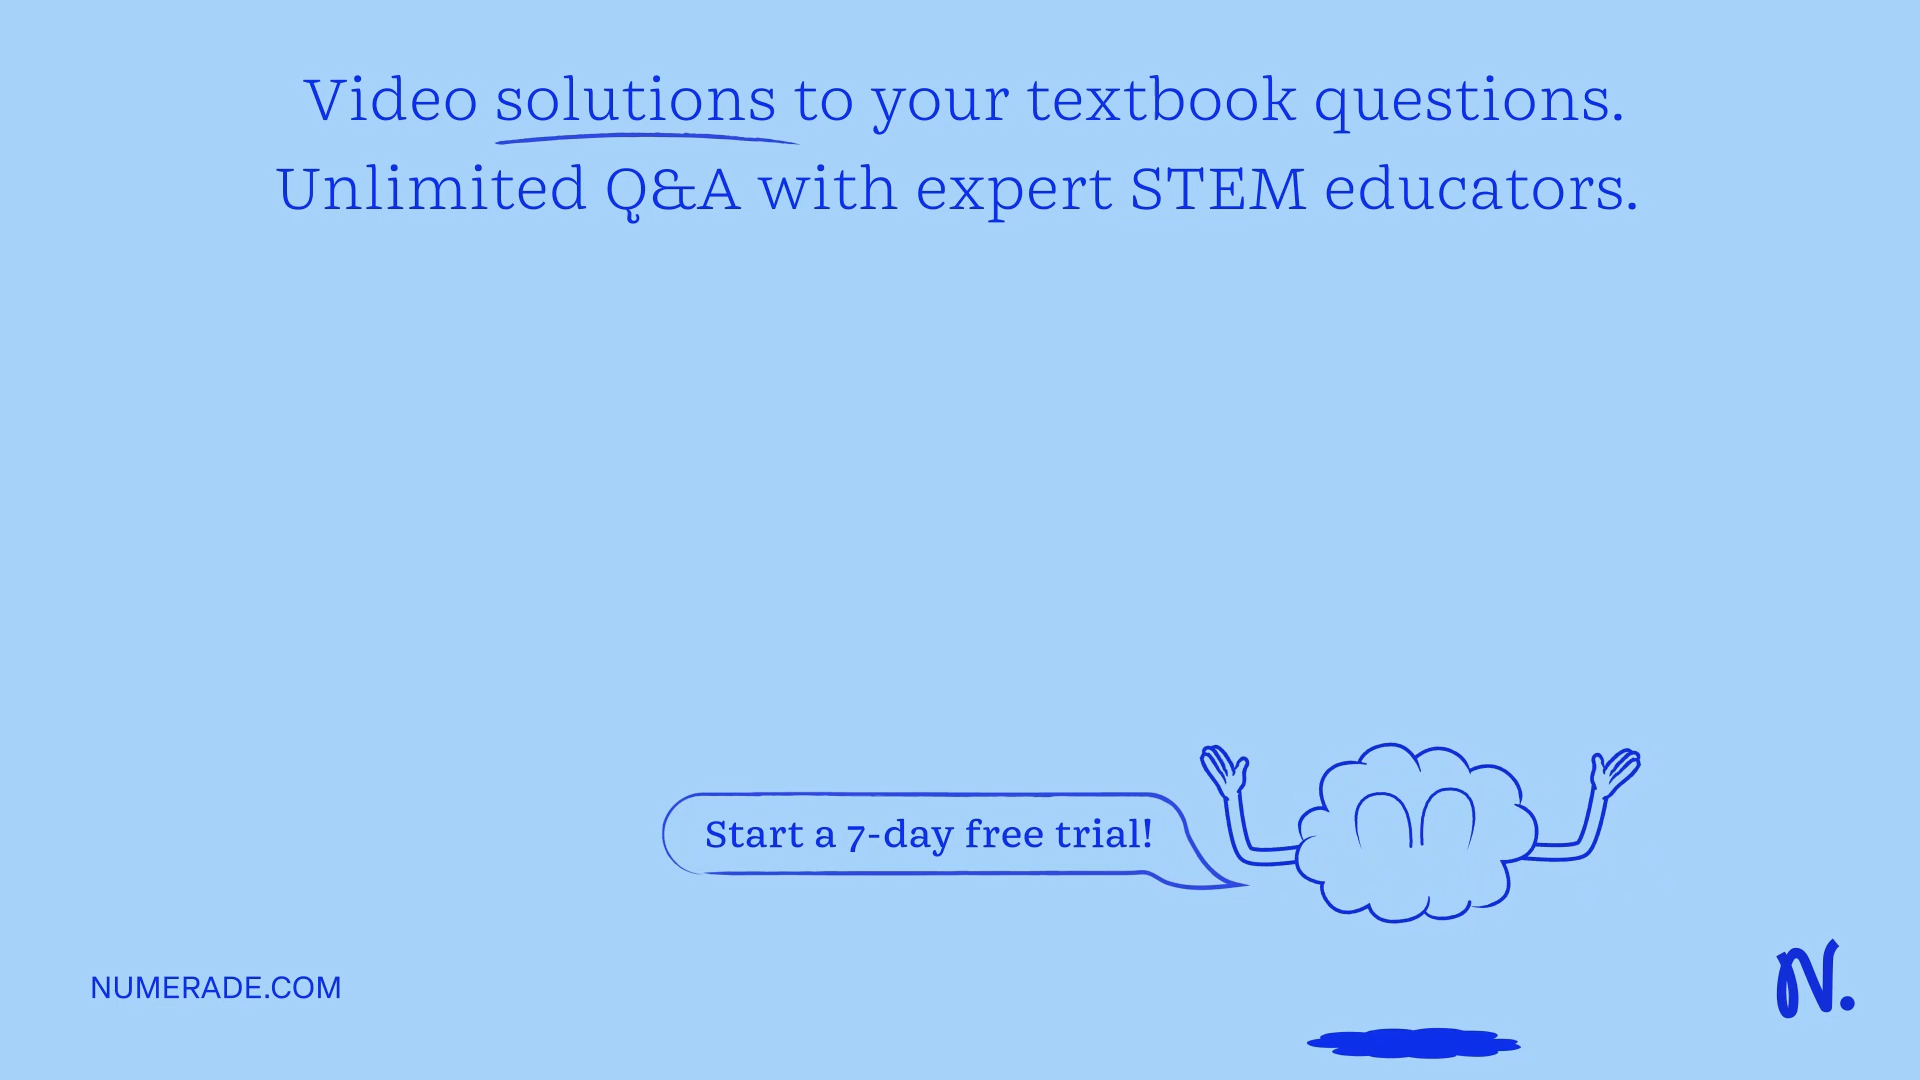 Video solutions to your textbook questions.
Unlimited Q&A with expert STEM educators.
Start a 7-day free trial!
NUMERADE.COM
N.